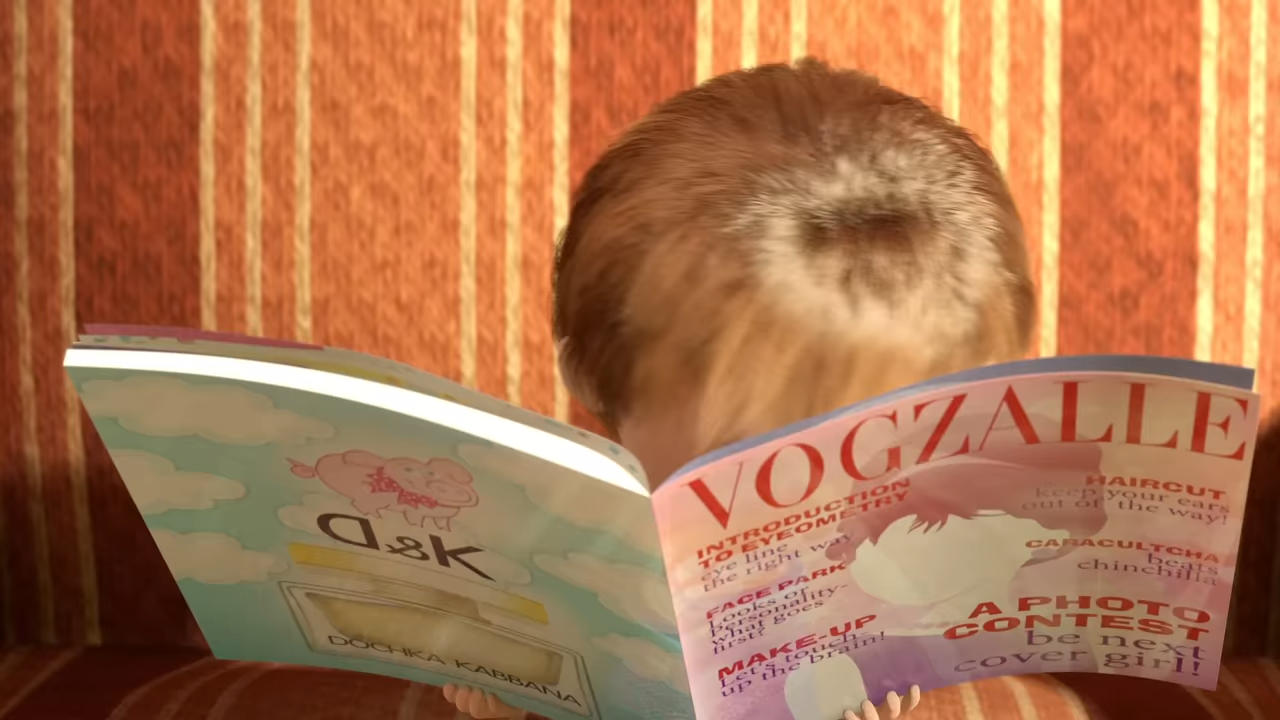 D&K
DOCHKA KABBANA
VOGZALLE
INTRODUCTION
TO EYEOMETRY
eye line
the right way
FACE PARK
Looks or
personality-
what goes
first?
MAKE-UP
Let's touch-
up the brain!
HAIRCUT
keep your ears
out of the way!
CARACULTCHA
beats
chinchilla
A PHOTO
CONTEST
be next
cover girl!